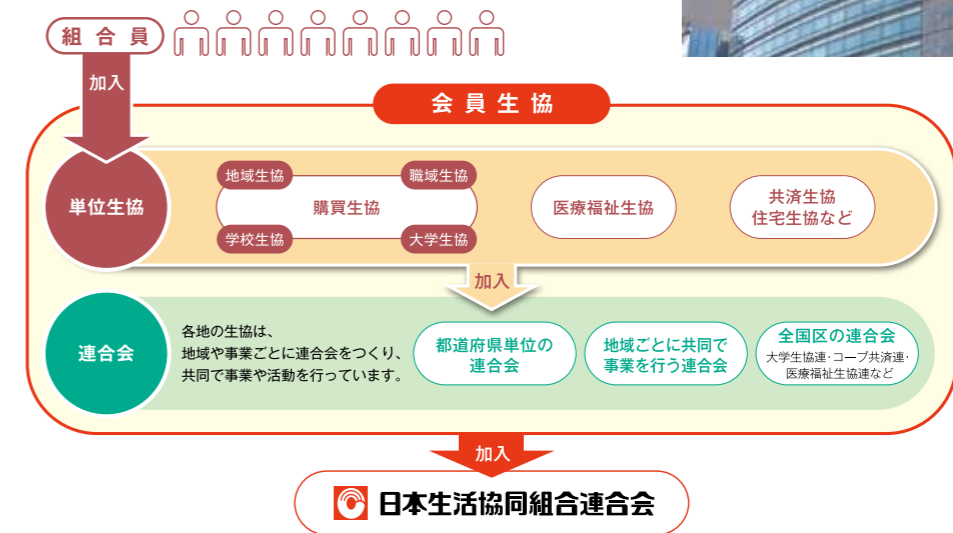 組合員
加入
会員生協
単位生協
地域生協
職域生協
購買生協
学校生協
大学生協
医療福祉生協
共済生協
住宅生協など
加入
連合会
各地の生協は、
地域や事業ごとに連合会をつくり、
共同で事業や活動を行っています。
都道府県単位の
連合会
地域ごとに共同で
事業を行う連合会
全国区の連合会
大学生協連・コープ共済連・
医療福祉生協連など
加入
日本生活協同組合連合会